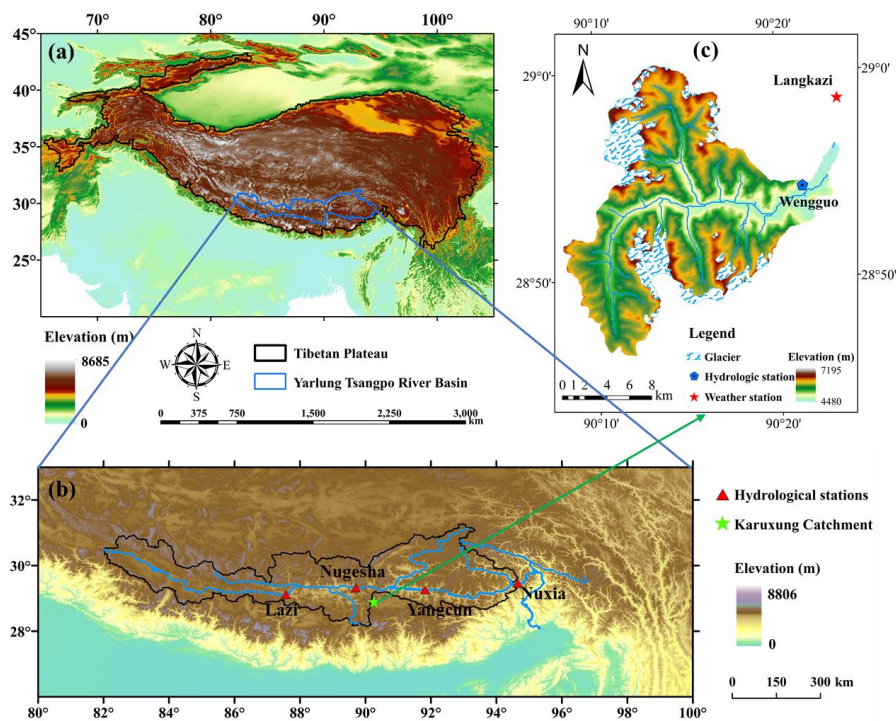 70° 80° 90° 100°
(a)
45°
40°
35°
30°
25°
Elevation (m)
8685
0
N
W E
S
Tibetan Plateau
Yarlung Tsangpo River Basin
0 375 750 1,500 2,250 3,000
km
90°10' 90°20'
(c)
N
29°0' 29°0'
Langkazi
Wengguo
28°50' 28°50'
Legend
Glacier
Hydrologic station
Weather station
Elevation (m)
7195
4480
0 1 2 4 6 8
km
90°10' 90°20'
(b)
32°
30°
28°
Nugesha
Lazi
Yangcun
Nuxia
80° 82° 84° 86° 88° 90° 92° 94° 96° 98° 100°
Hydrological stations
Karuxung Catchment
Elevation (m)
8806
0
0 150 300 km